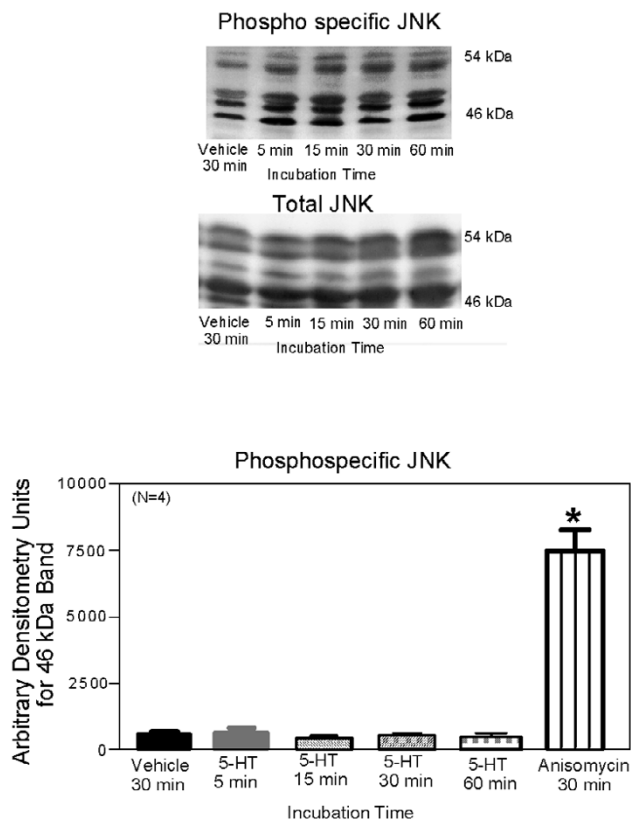 Phospho specific JNK
54 kDa
46 kDa
Vehicle 5 min 15 min 30 min 60 min
30 min
Incubation Time
Total JNK
54 kDa
46 kDa
Vehicle 5 min 15 min 30 min 60 min
30 min
Incubation Time
Phosphospecific JNK
Arbitrary Densitometry Units
for 46 kDa Band
10000
(N=4)
*
7500
5000
2500
0
Vehicle 5-HT 5-HT 5-HT 5-HT Anisomycin
30 min 5 min 15 min 30 min 60 min 30 min
Incubation Time